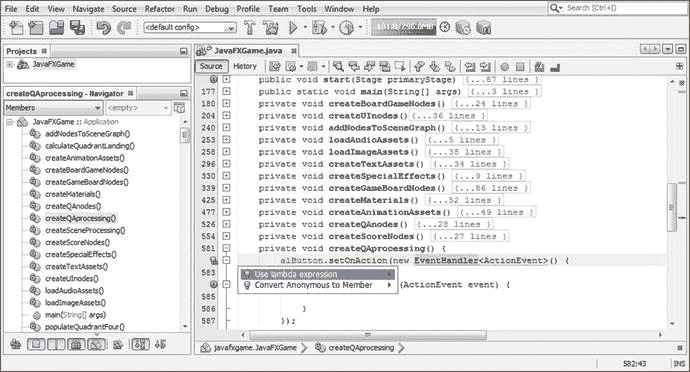 File Edit View Navigate Source Refactor Run Debug Profile Team Tools Window Help
Search (Ctrl+I)
<default config>
181.8/296.0MB
Projects
JavaFXGame
createQAprocessing - Navigator
Members
<empty>
JavaFXGame :: Application
addNodesToSceneGraph()
calculateQuadrantLanding()
createAnimationAssets()
createBoardGameNodes()
createGameBoardNodes()
createMaterials()
createQAnodes()
createQAprocessing()
createSceneProcessing()
createScoreNodes()
createSpecialEffects()
createTextAssets()
createUInodes()
loadAudioAssets()
loadImageAssets()
main(String[] args)
populateQuadrantFour()
JavaFXGame.java
Source History
public void start(Stage primaryStage) {...87 lines }
177 public static void main(String[] args) {...3 lines }
180 private void createBoardGameNodes() {...24 lines }
204 private void createUInodes() {...36 lines }
240 private void addNodesToSceneGraph() {...13 lines }
253 private void loadAudioAssets() {...5 lines }
258 private void loadImageAssets() {...38 lines }
296 private void createTextAssets() {...34 lines }
330 private void createSpecialEffects() {...9 lines }
339 private void createGameBoardNodes() {...86 lines }
425 private void createMaterials() {...52 lines }
477 private void createAnimationAssets() {...49 lines }
526 private void createQAnodes() {...28 lines }
554 private void createScoreNodes() {...27 lines }
581 private void createQAprocessing() {
a1Button.setOnAction(new EventHandler<ActionEvent>() {
583
Use lambda expression
Convert Anonymous to Member
(ActionEvent event) {
585
586 }
587 });
javafxgame.JavaFXGame
createQAprocessing
582:43
INS